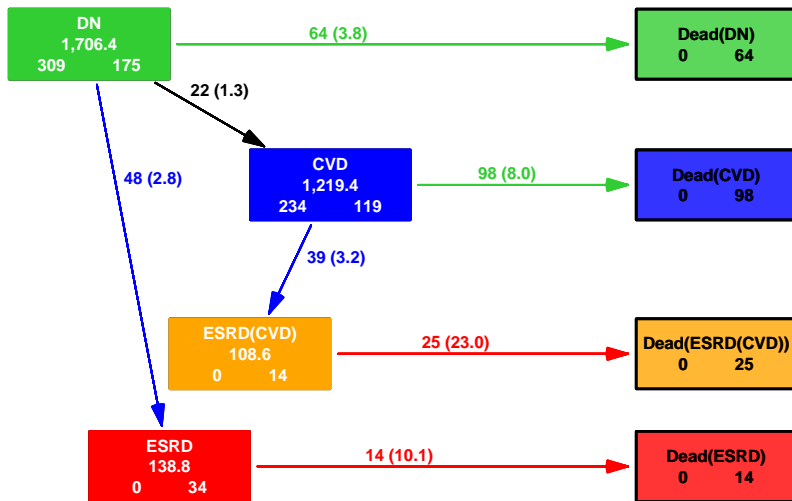 DN
1,706.4
309 175
64 (3.8)
Dead(DN)
0 64
22 (1.3)
48 (2.8)
CVD
1,219.4
234 119
98 (8.0)
Dead(CVD)
0 98
39 (3.2)
ESRD(CVD)
108.6
0 14
25 (23.0)
Dead(ESRD(CVD))
0 25
ESRD
138.8
0 34
14 (10.1)
Dead(ESRD)
0 14